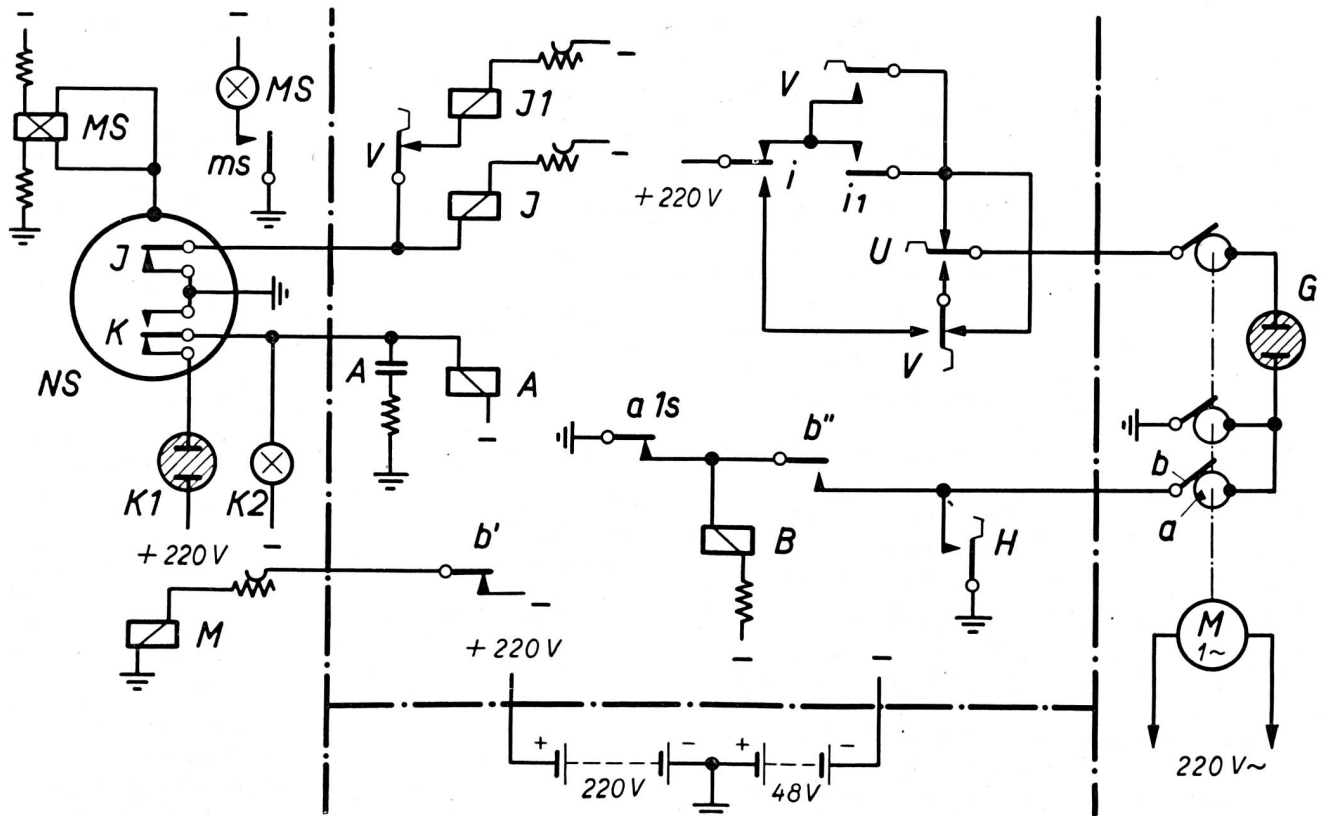 −
−
MS
MS
ms
J
K
NS
K1
K2
+ 220 V
−
M
V
J1
−
J
−
A
A
−
b'
−
+ 220 V
V
+ 220 V
i
i1
U
V
a 1s
b"
B
−
H
−
+
−
+
−
220 V
48 V
G
b
a
M
1~
220 V~